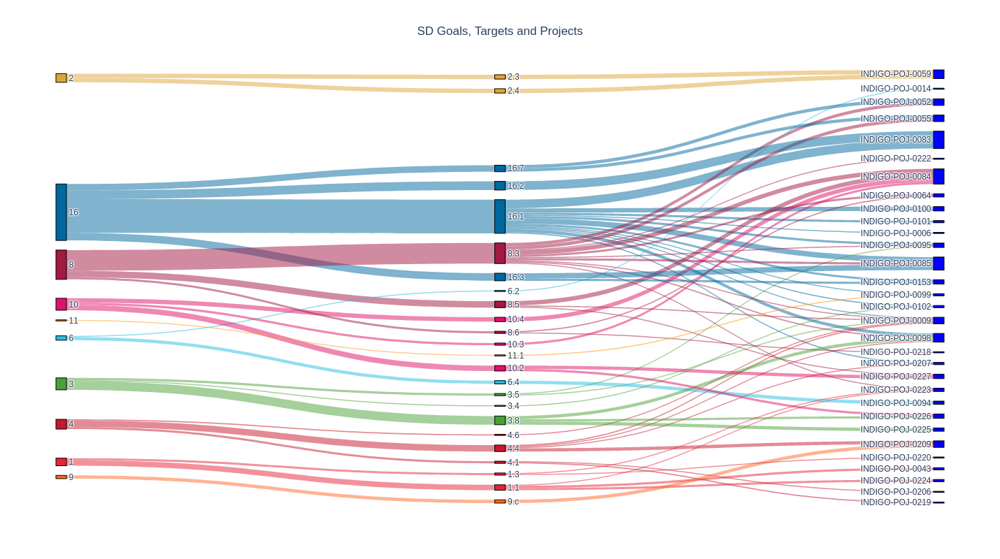 SD Goals, Targets and Projects
2
16
8
10
11
6
3
4
1
9
2.3
2.4
16.7
16.2
16.1
8.3
16.3
6.2
8.5
10.4
8.6
10.3
11.1
10.2
6.4
3.5
3.4
3.8
4.6
4.4
4.1
1.3
1.1
9.c
INDIGO-POJ-0059
INDIGO-POJ-0014
INDIGO-POJ-0052
INDIGO-POJ-0055
INDIGO-POJ-0083
INDIGO-POJ-0222
INDIGO-POJ-0084
INDIGO-POJ-0064
INDIGO-POJ-0100
INDIGO-POJ-0101
INDIGO-POJ-0006
INDIGO-POJ-0095
INDIGO-POJ-0085
INDIGO-POJ-0153
INDIGO-POJ-0099
INDIGO-POJ-0102
INDIGO-POJ-0009
INDIGO-POJ-0098
INDIGO-POJ-0218
INDIGO-POJ-0207
INDIGO-POJ-0227
INDIGO-POJ-0223
INDIGO-POJ-0094
INDIGO-POJ-0226
INDIGO-POJ-0225
INDIGO-POJ-0209
INDIGO-POJ-0220
INDIGO-POJ-0043
INDIGO-POJ-0224
INDIGO-POJ-0206
INDIGO-POJ-0219